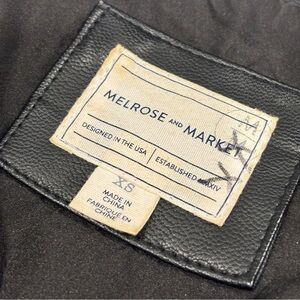 MELROSE AND MARKET
DESIGNED IN THE USA
ESTABLISHED MMXIV
XS
MADE IN
CHINA
FABRIQUÉ EN
CHINE